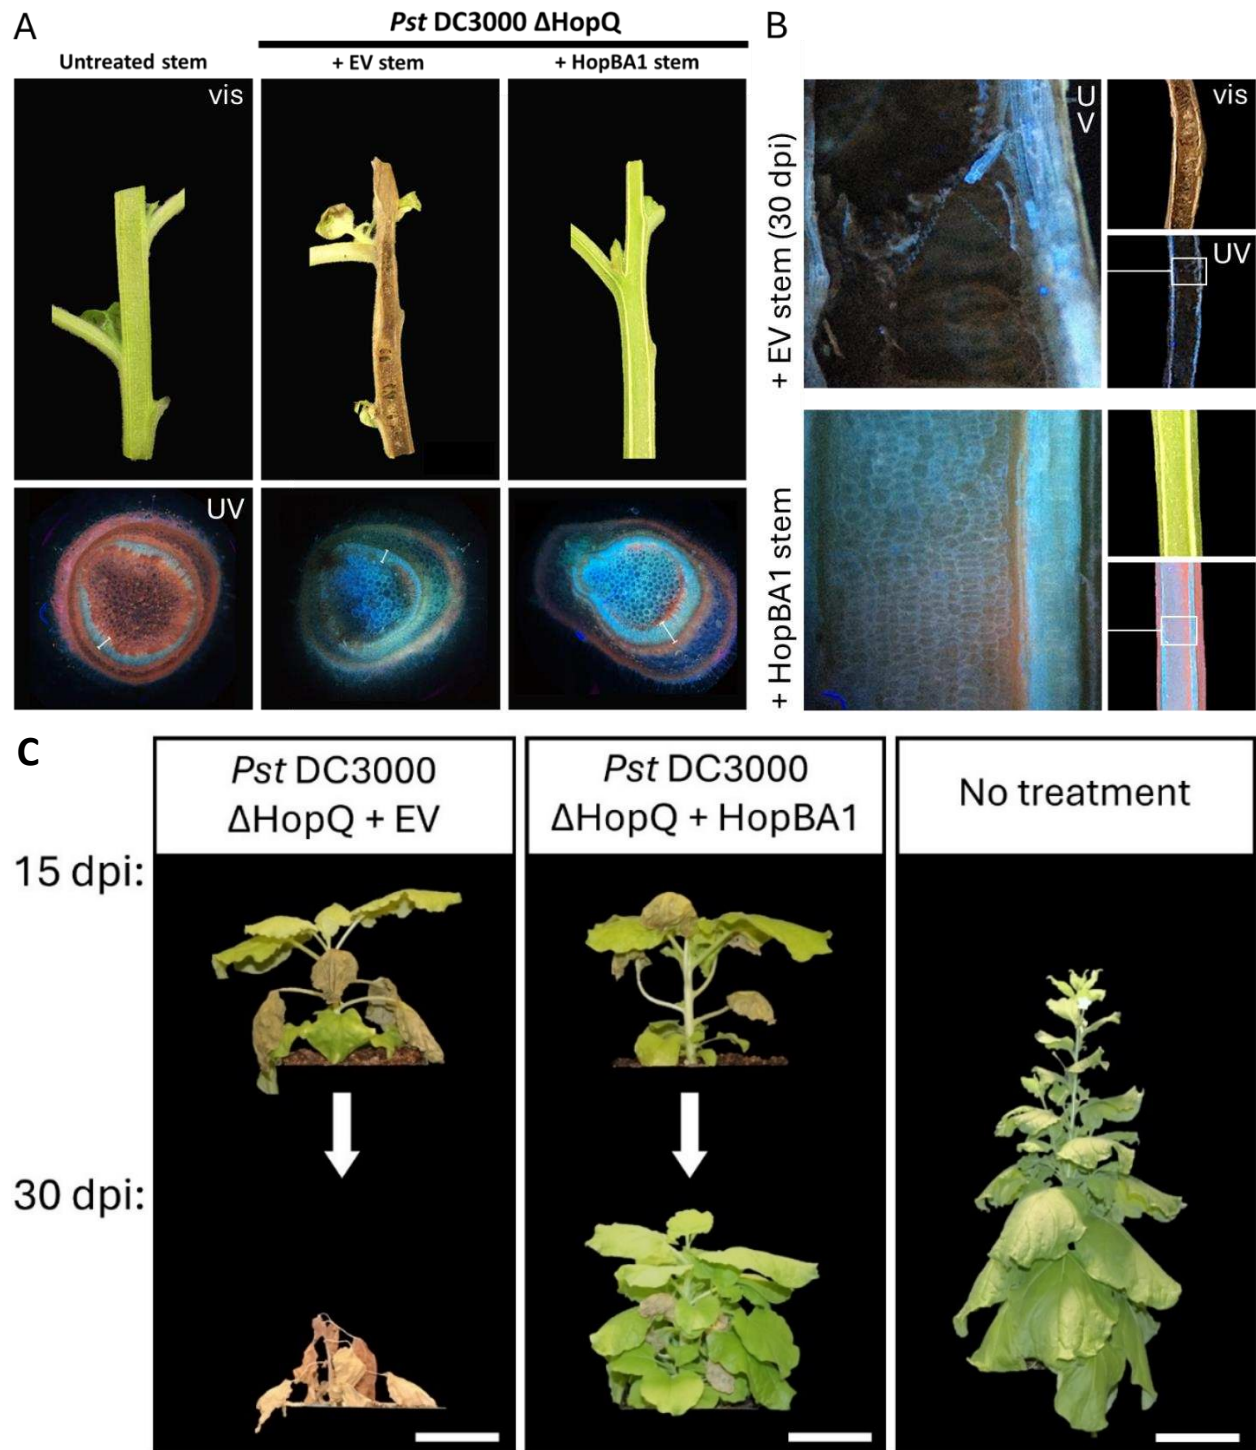 A
Pst DC3000 ΔHopQ
Untreated stem
+ EV stem
+ HopBA1 stem
vis
UV
B
+ EV stem (30 dpi)
U
V
vis
UV
+ HopBA1 stem
C
Pst DC3000
ΔHopQ + EV
Pst DC3000
ΔHopQ + HopBA1
No treatment
15 dpi:
30 dpi: